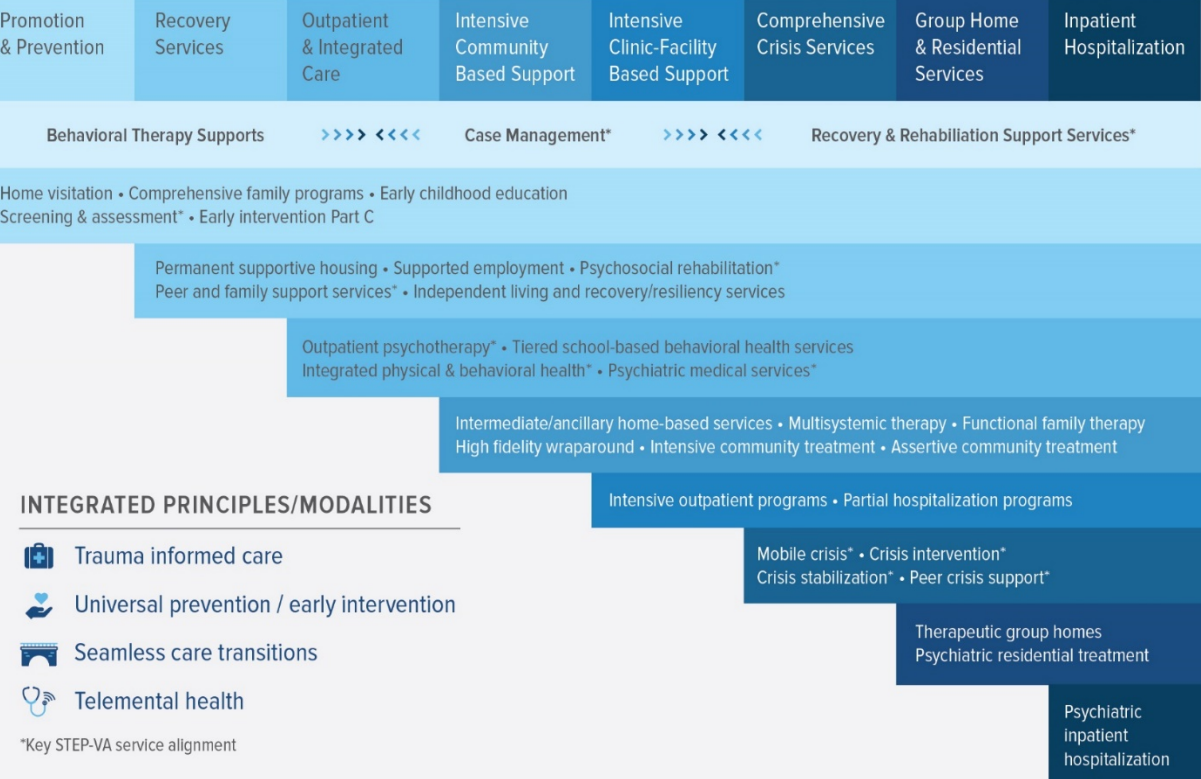 Promotion
& Prevention
Recovery
Services
Outpatient
& Integrated
Care
Intensive
Community
Based Support
Intensive
Clinic-Facility
Based Support
Comprehensive
Crisis Services
Group Home
& Residential
Services
Inpatient
Hospitalization
Behavioral Therapy Supports >>>> <<<< Case Management* >>>> <<<< Recovery & Rehabiliation Support Services*
Home visitation • Comprehensive family programs • Early childhood education
Screening & assessment* • Early intervention Part C
Permanent supportive housing • Supported employment • Psychosocial rehabilitation*
Peer and family support services* • Independent living and recovery/resiliency services
Outpatient psychotherapy* • Tiered school-based behavioral health services
Integrated physical & behavioral health* • Psychiatric medical services*
Intermediate/ancillary home-based services • Multisystemic therapy • Functional family therapy
High fidelity wraparound • Intensive community treatment • Assertive community treatment
Intensive outpatient programs • Partial hospitalization programs
Mobile crisis* • Crisis intervention*
Crisis stabilization* • Peer crisis support*
Therapeutic group homes
Psychiatric residential treatment
Psychiatric
inpatient
hospitalization
INTEGRATED PRINCIPLES/MODALITIES
Trauma informed care
Universal prevention / early intervention
Seamless care transitions
Telemental health
*Key STEP-VA service alignment